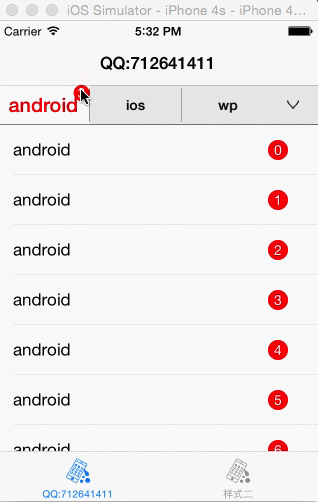 iOS Simulator - iPhone 4s - iPhone 4...
Carrier 5:32 PM
QQ:712641411
android ios wp
android 0
android 1
android 2
android 3
android 4
android 5
android 6
QQ:712641411 样式二